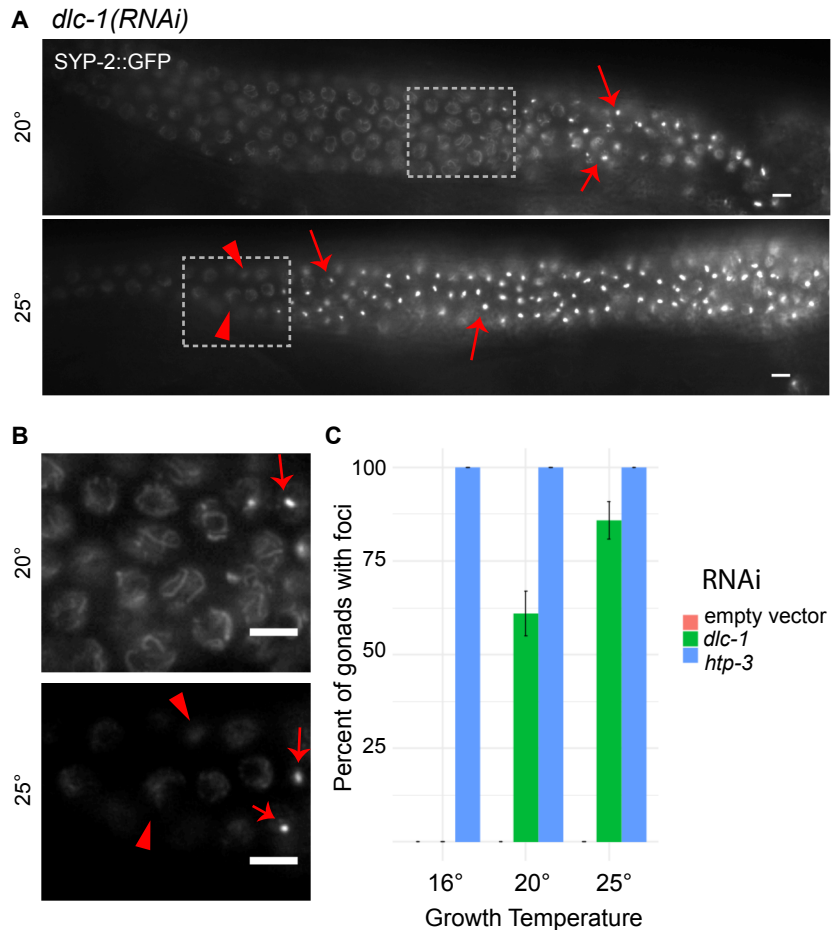 A dlc-1(RNAi)
SYP-2::GFP
20°
25°
B
20°
25°
C
Percent of gonads with foci
100
75
50
25
16° 20° 25°
Growth Temperature
RNAi
empty vector
dlc-1
htp-3